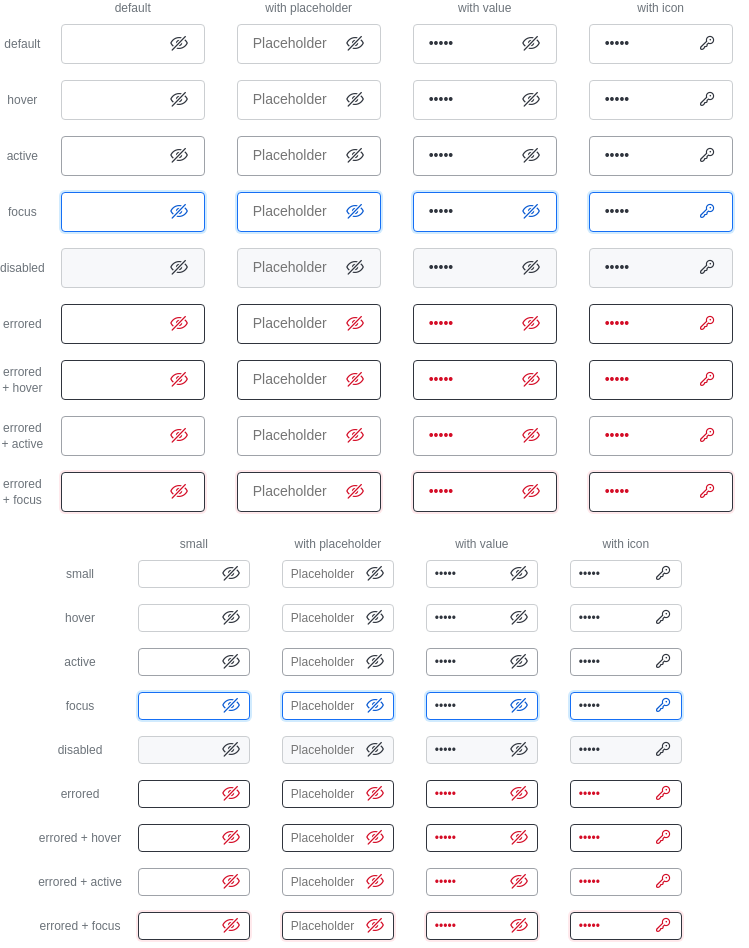 default with placeholder with value with icon
default Placeholder ••••• •••••
hover Placeholder ••••• •••••
active Placeholder ••••• •••••
focus Placeholder ••••• •••••
disabled Placeholder ••••• •••••
errored Placeholder ••••• •••••
errored
+ hover Placeholder ••••• •••••
errored
+ active Placeholder ••••• •••••
errored
+ focus Placeholder ••••• •••••
small with placeholder with value with icon
small Placeholder ••••• •••••
hover Placeholder ••••• •••••
active Placeholder ••••• •••••
focus Placeholder ••••• •••••
disabled Placeholder ••••• •••••
errored Placeholder ••••• •••••
errored + hover Placeholder ••••• •••••
errored + active Placeholder ••••• •••••
errored + focus Placeholder ••••• •••••